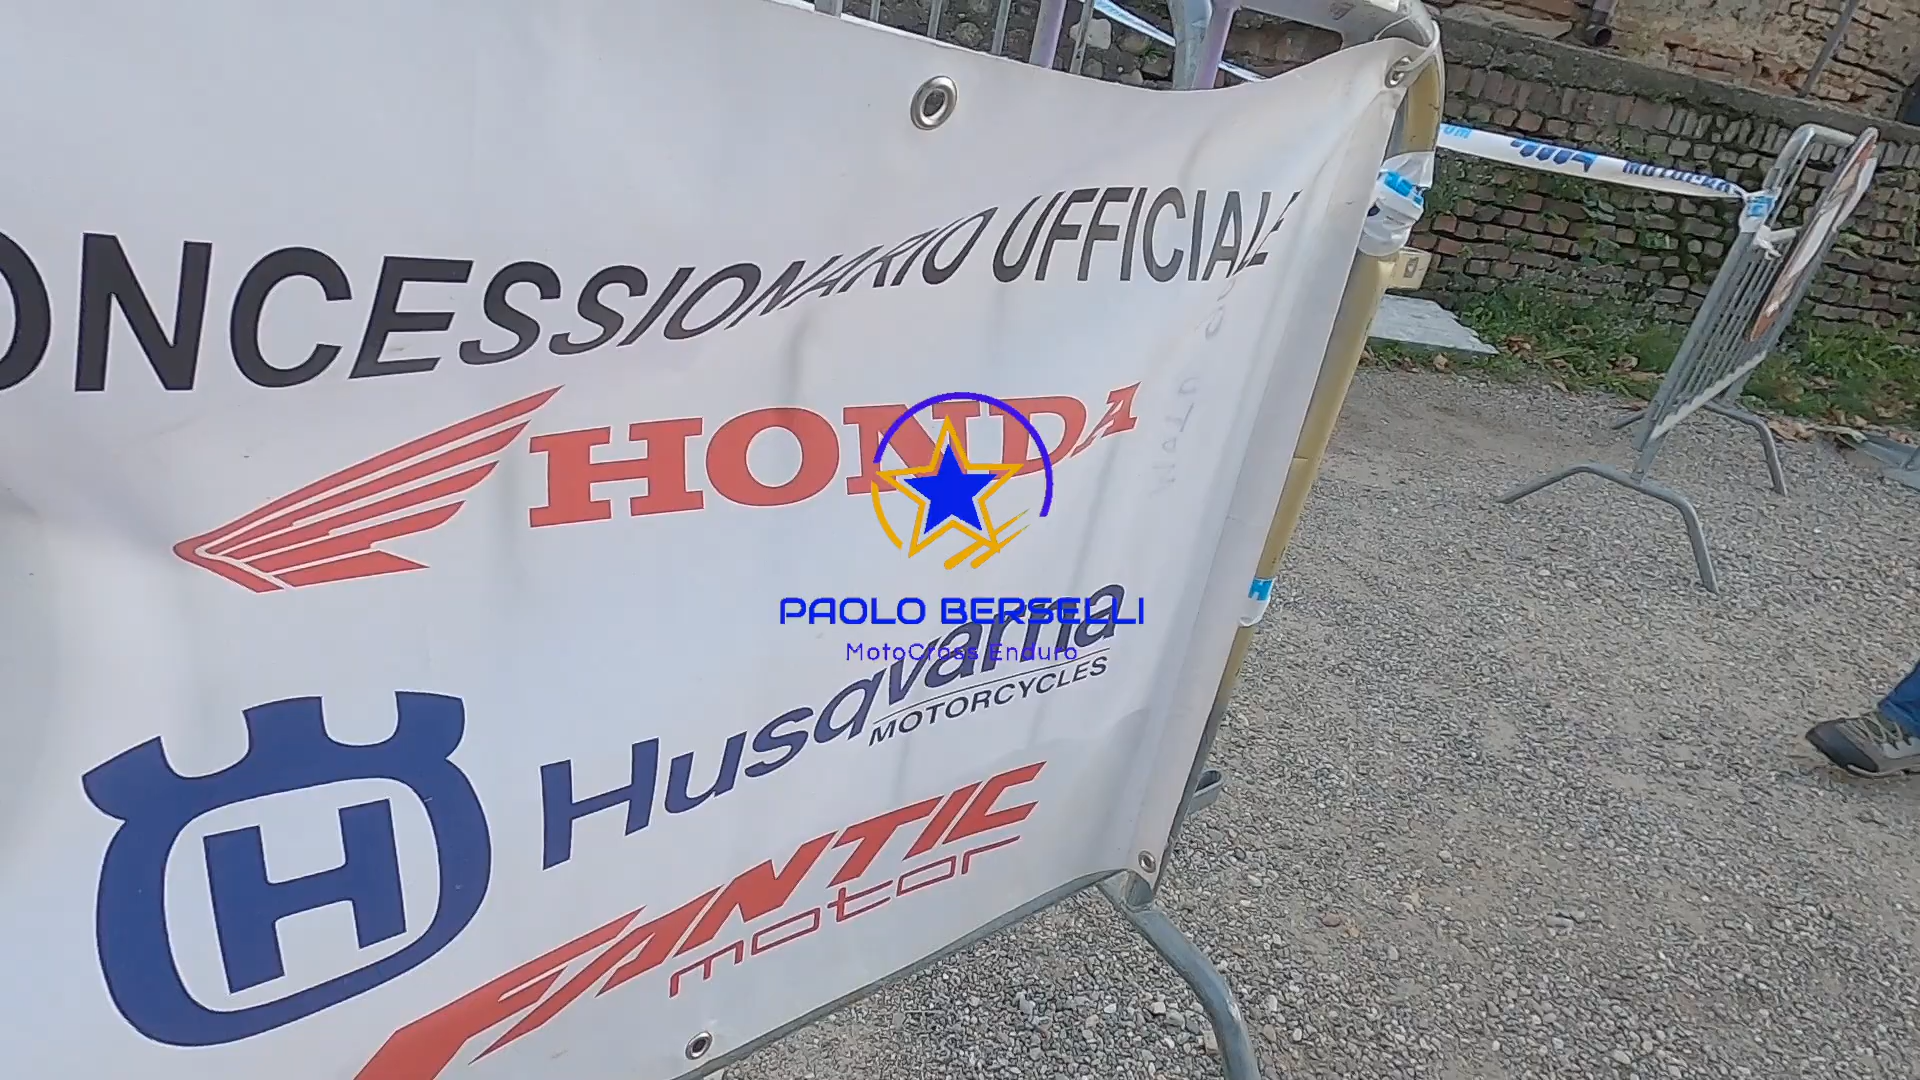 ONCESSIONARIO UFFICIALE
HONDA
PAOLO BERSELLI
MotoCross Enduro
Husqvarna
MOTORCYCLES
H
FANTIC
motor